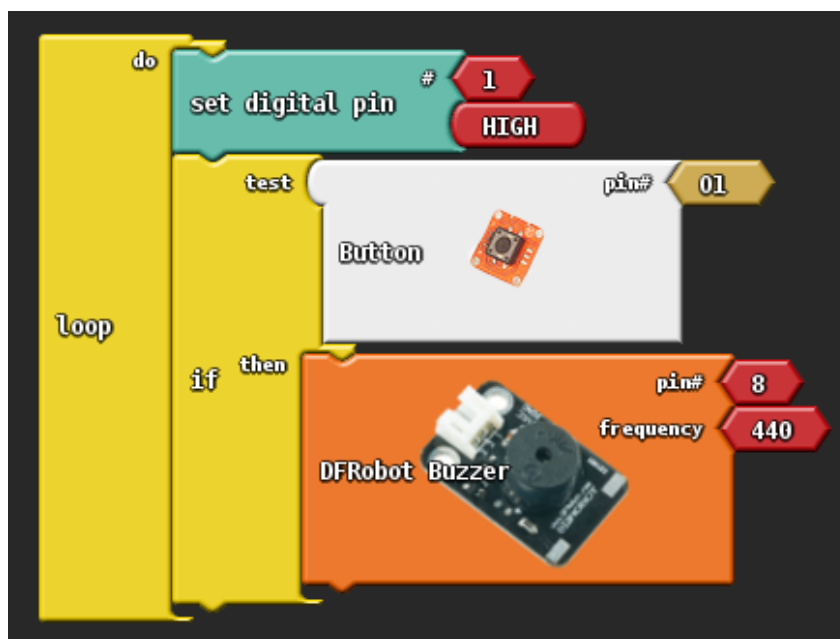 do
set digital pin
#
1
HIGH
test
pin#
01
Button
loop
if
then
pin#
8
frequency
440
DFRobot Buzzer